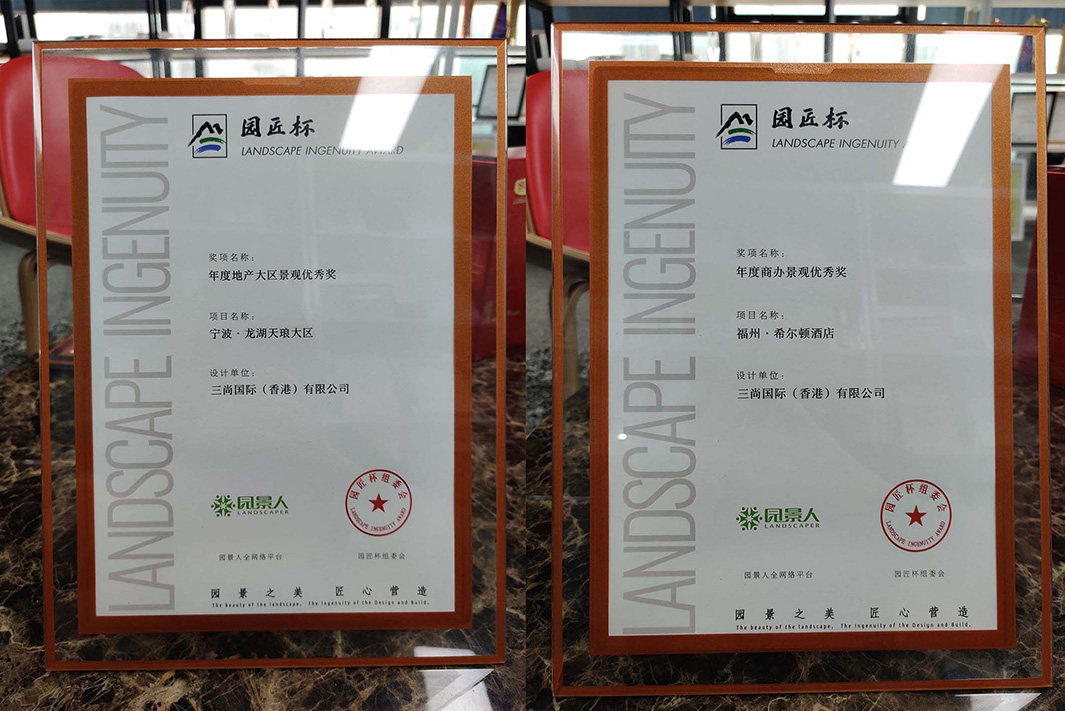 LANDSCAPE INGENUITY
园匠杯
LANDSCAPE INGENUITY AWARD
奖项名称：
年度地产大区景观优秀奖
项目名称：
宁波·龙湖天琅大区
设计单位：
三尚国际（香港）有限公司
园景人
LANDSCAPER
园匠杯组委会
LANDSCAPE INGENUITY AWARD
园景人全网络平台
园匠杯组委会
园景之美 匠心营造
The beauty of the landscape. The Ingenuity of the Design and Build.
LANDSCAPE INGENUITY
园匠杯
LANDSCAPE INGENUITY
奖项名称：
年度商办景观优秀奖
项目名称：
福州·希尔顿酒店
设计单位：
三尚国际（香港）有限公司
园景人
LANDSCAPER
园匠杯组委会
LANDSCAPE INGENUITY AWARD
园景人全网络平台
园匠杯组委会
园景之美 匠心营造
The beauty of the landscape. The Ingenuity of the Design and Build.